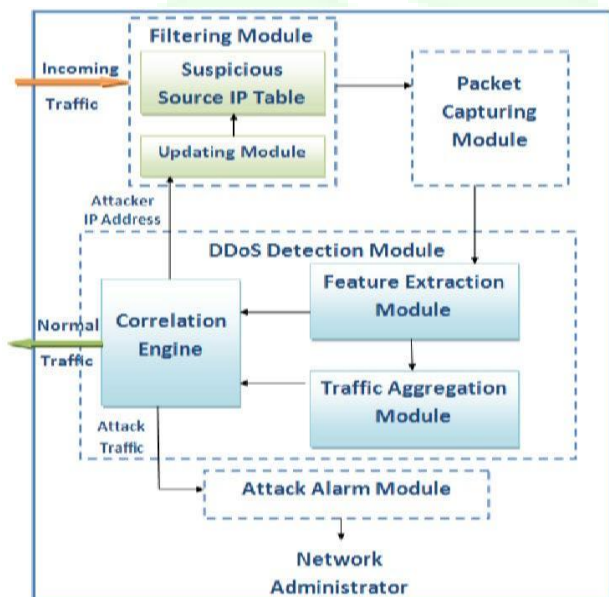 Filtering Module
Incoming
Traffic
Suspicious
Source IP Table
Updating Module
Packet
Capturing
Module
Attacker
IP Address
DDoS Detection Module
Feature Extraction
Module
Correlation
Engine
Normal
Traffic
Traffic Aggregation
Module
Attack
Traffic
Attack Alarm Module
Network
Administrator